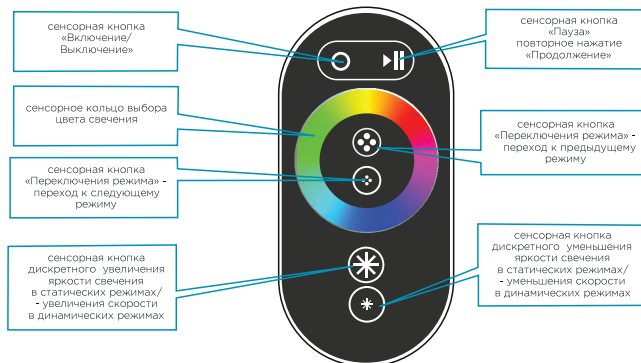 сенсорная кнопка
«Включение/
Выключение»
сенсорная кнопка
«Пауза»
повторное нажатие
«Продолжение»
сенсорное кольцо выбора
цвета свечения
сенсорная кнопка
«Переключения режима» -
переход к предыдущему
режиму
сенсорная кнопка
«Переключения режима» -
переход к следующему
режиму
сенсорная кнопка
дискретного увеличения
яркости свечения
в статических режимах/
- увеличения скорости
в динамических режимах
сенсорная кнопка
дискретного уменьшения
яркости свечения
в статических режимах/
- уменьшения скорости
в динамических режимах